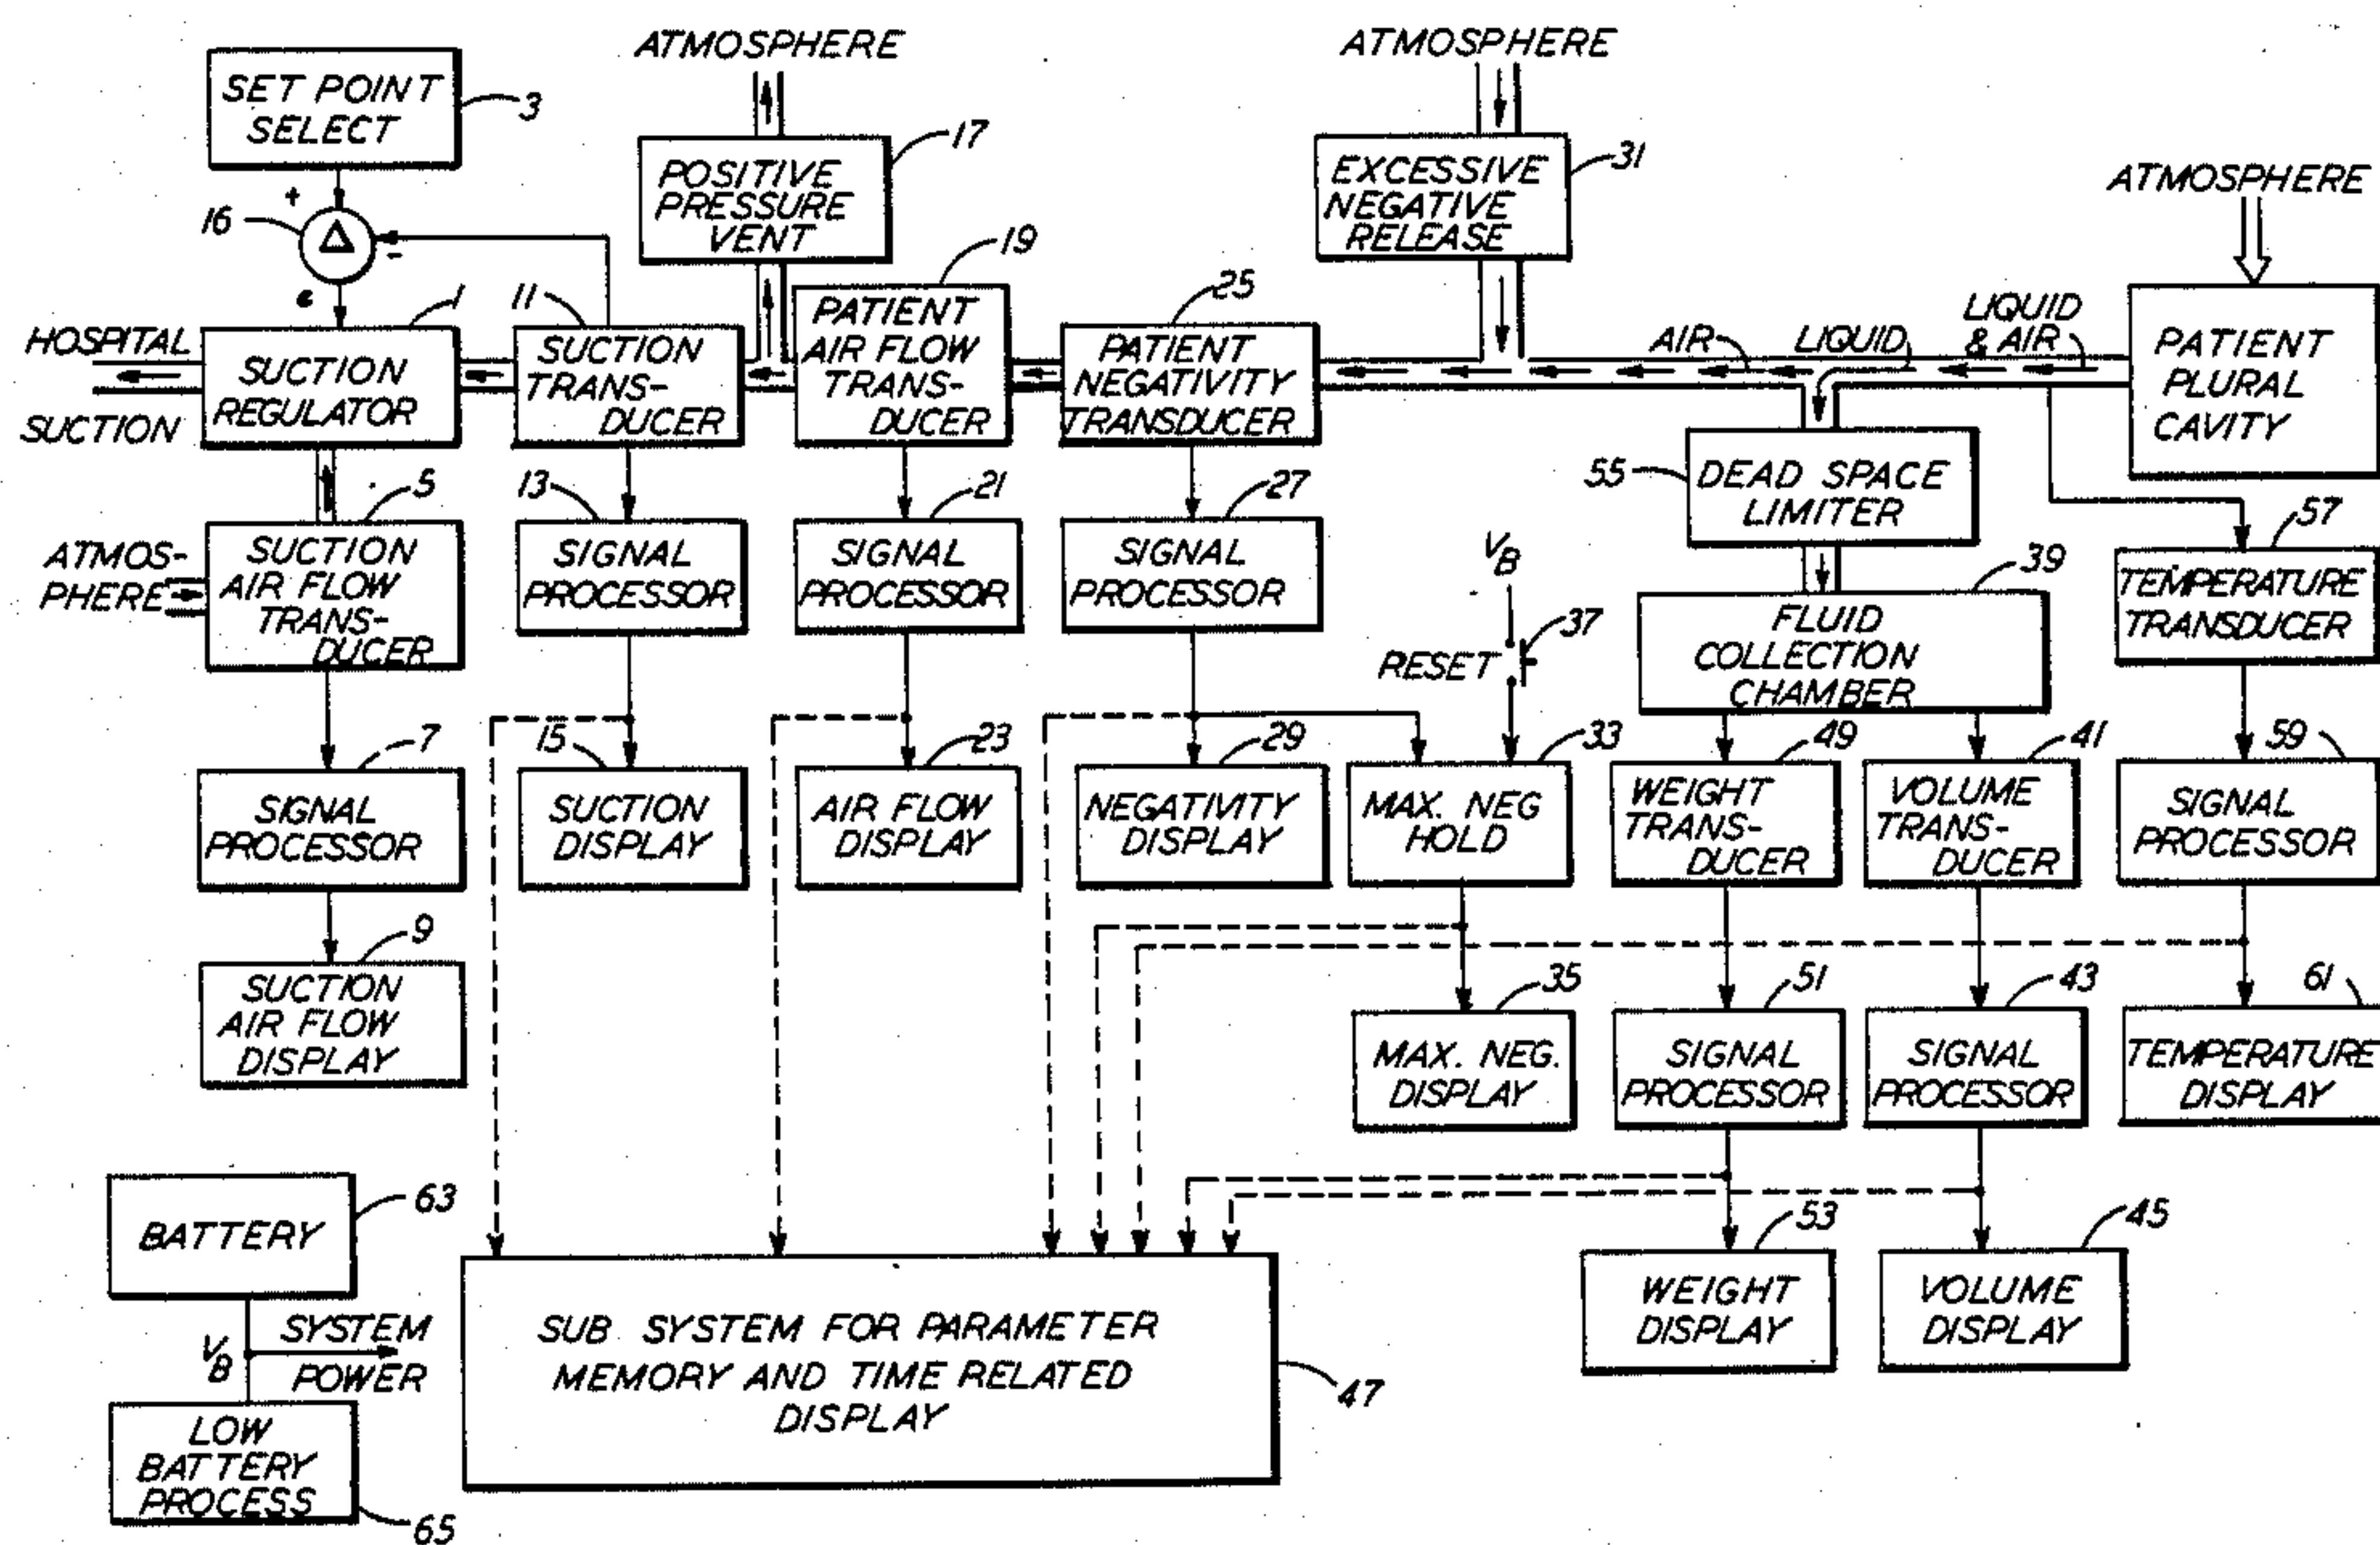 ATMOSPHERE
ATMOSPHERE
SET POINT
SELECT
3
17
POSITIVE
PRESSURE
VENT
31
EXCESSIVE
NEGATIVE
RELEASE
ATMOSPHERE
+
16
Δ
-
e
19
PATIENT
AIR FLOW
TRANS-
DUCER
1
11
25
HOSPITAL
SUCTION
SUCTION
REGULATOR
SUCTION
TRANS-
DUCER
PATIENT
NEGATIVITY
TRANSDUCER
AIR
LIQUID
LIQUID
& AIR
PATIENT
PLURAL
CAVITY
5
13
21
27
55
DEAD SPACE
LIMITER
57
ATMOS-
PHERE
SUCTION
AIR FLOW
TRANS-
DUCER
SIGNAL
PROCESSOR
SIGNAL
PROCESSOR
SIGNAL
PROCESSOR
VB
RESET
37
39
FLUID
COLLECTION
CHAMBER
TEMPERATURE
TRANSDUCER
7
15
23
29
33
49
41
59
SIGNAL
PROCESSOR
SUCTION
DISPLAY
AIR FLOW
DISPLAY
NEGATIVITY
DISPLAY
MAX. NEG
HOLD
WEIGHT
TRANS-
DUCER
VOLUME
TRANS-
DUCER
SIGNAL
PROCESSOR
9
SUCTION
AIR FLOW
DISPLAY
35
51
43
61
MAX. NEG.
DISPLAY
SIGNAL
PROCESSOR
SIGNAL
PROCESSOR
TEMPERATURE
DISPLAY
63
BATTERY
53
45
WEIGHT
DISPLAY
VOLUME
DISPLAY
VB
SYSTEM
POWER
SUB SYSTEM FOR PARAMETER
MEMORY AND TIME RELATED
DISPLAY
47
LOW
BATTERY
PROCESS
65